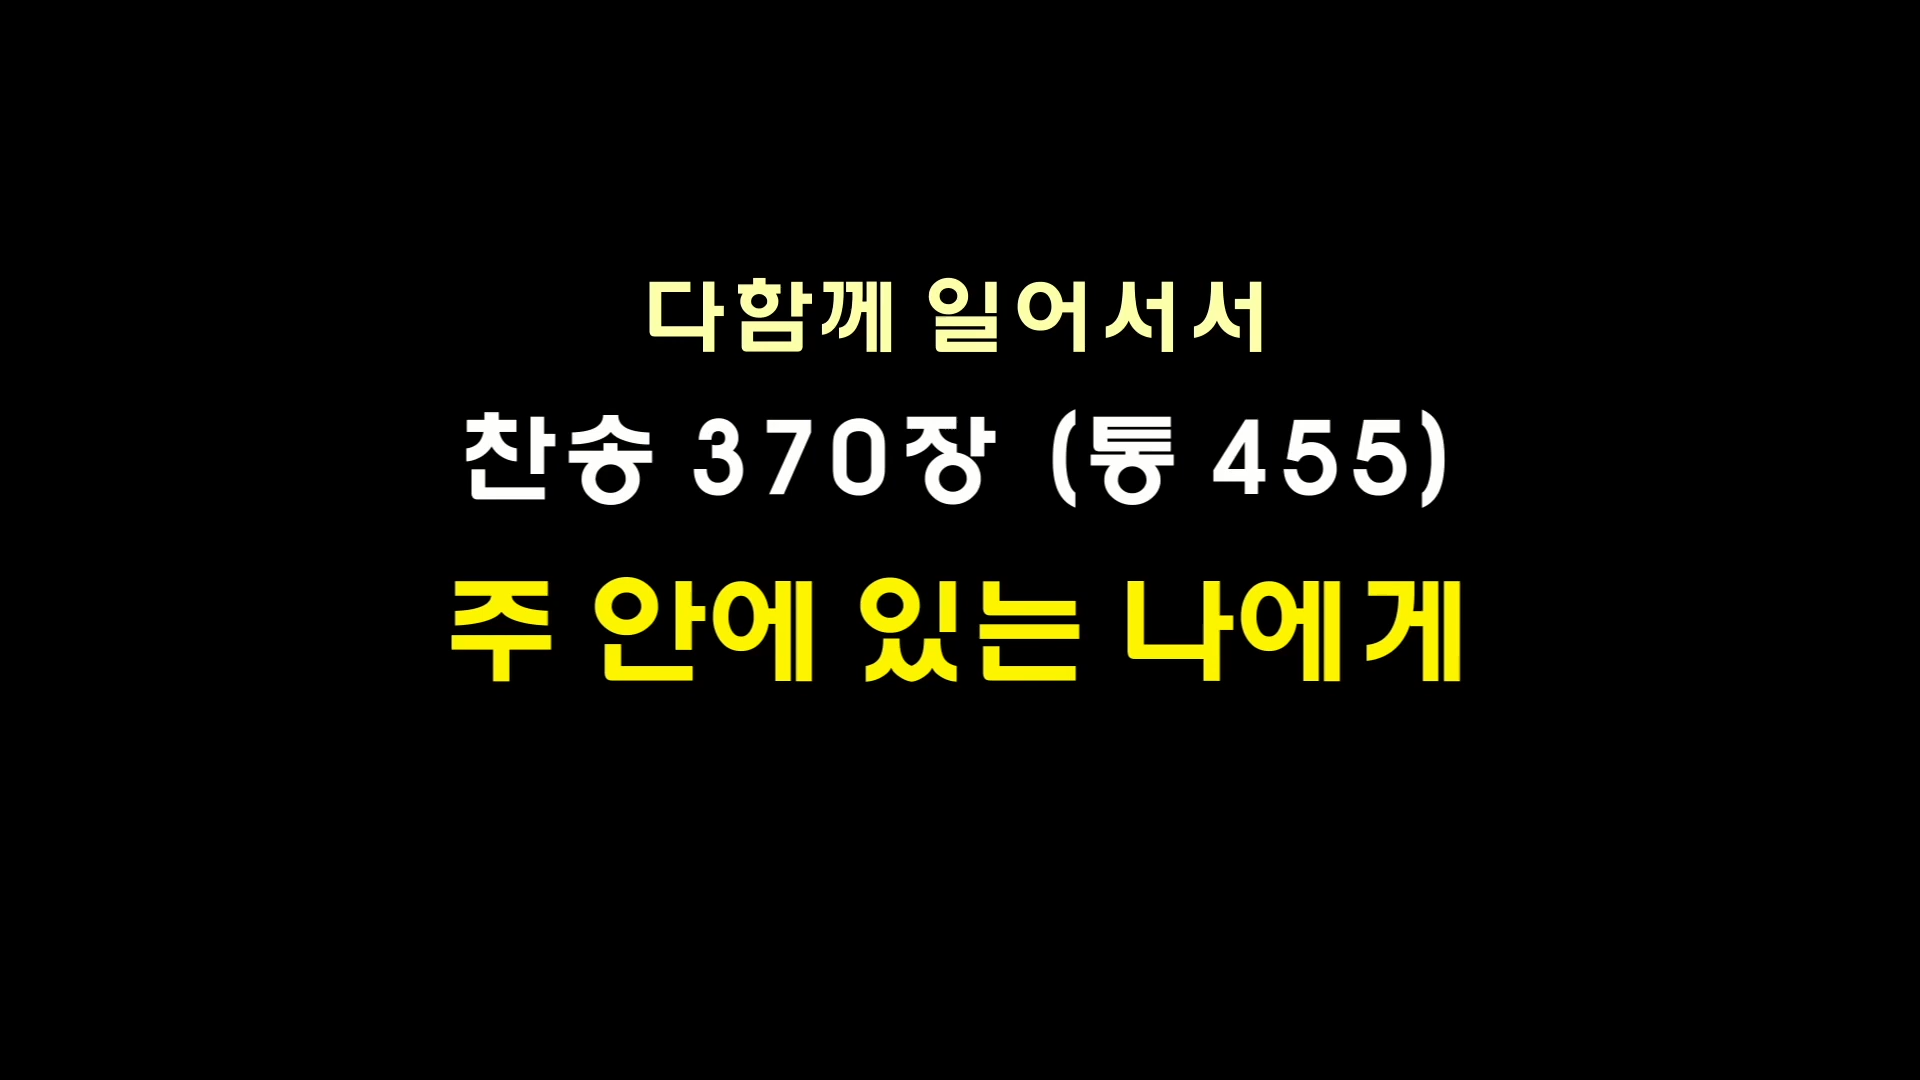 다함께 일어서서
찬송 370장 (통 455)
주 안에 있는 나에게